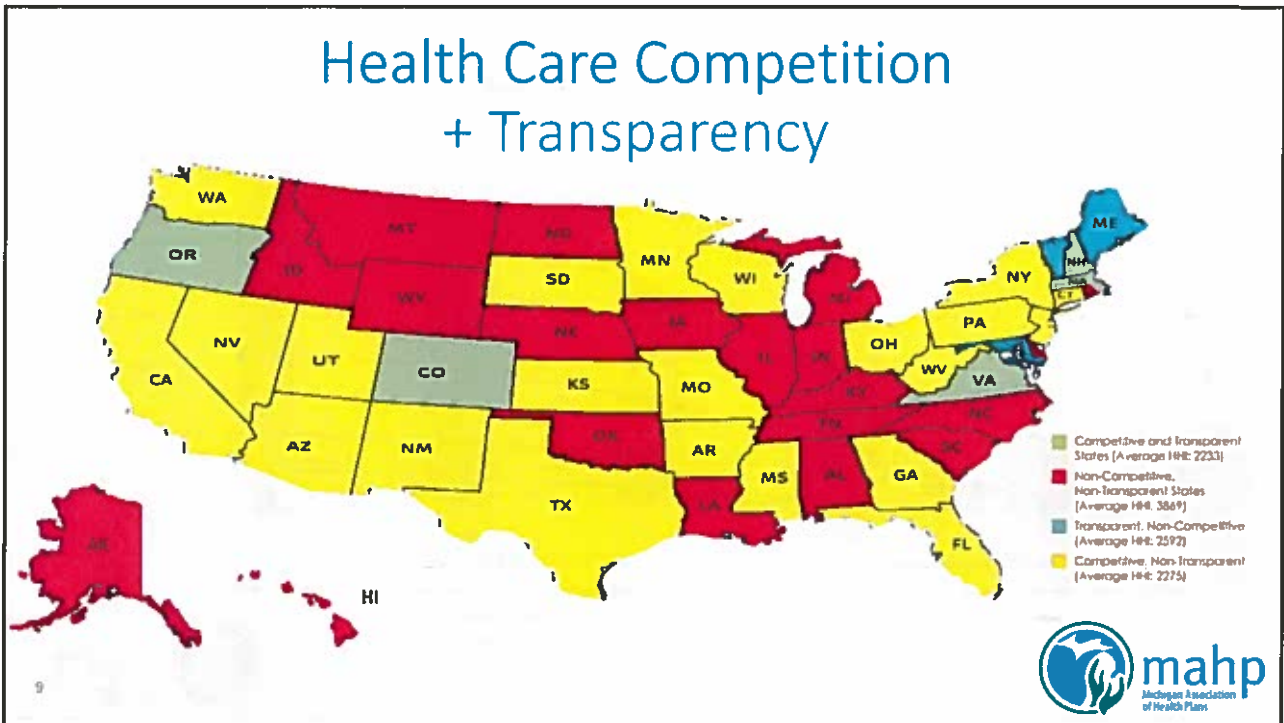 Health Care Competition
+ Transparency
WA
MT
ND
ME
OR
ID
MN
NH
SD
WI
NY
WY
MI
CT
NE
IA
PA
NV
OH
UT
IL
IN
CO
WV
CA
KS
MO
VA
KY
NC
TN
AZ
NM
OK
AR
SC
MS
AL
GA
TX
LA
FL
AK
HI
Competitive and Transparent
States (Average HHI: 2233)
Non-Competitive,
Non-Transparent States
(Average HHI: 3869)
Transparent, Non-Competitive
(Average HHI: 2592)
Competitive, Non-Transparent
(Average HHI: 2275)
mahp
Michigan Association
of Health Plans
9